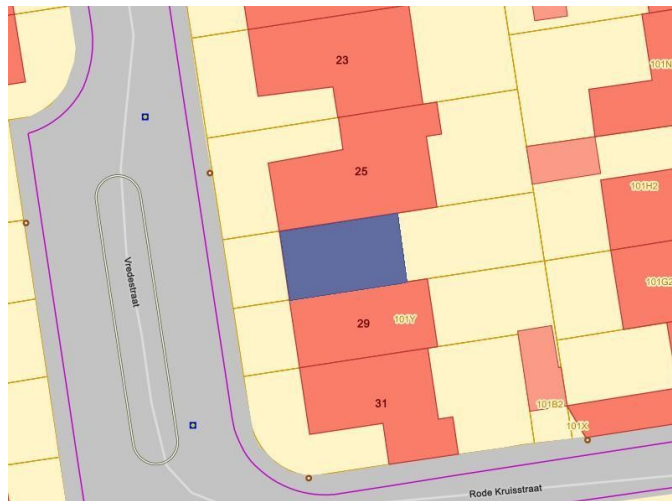 23
101N
25
101H2
Vredestraat
101G2
29
101Y
31
101B2
101X
Rode Kruisstraat